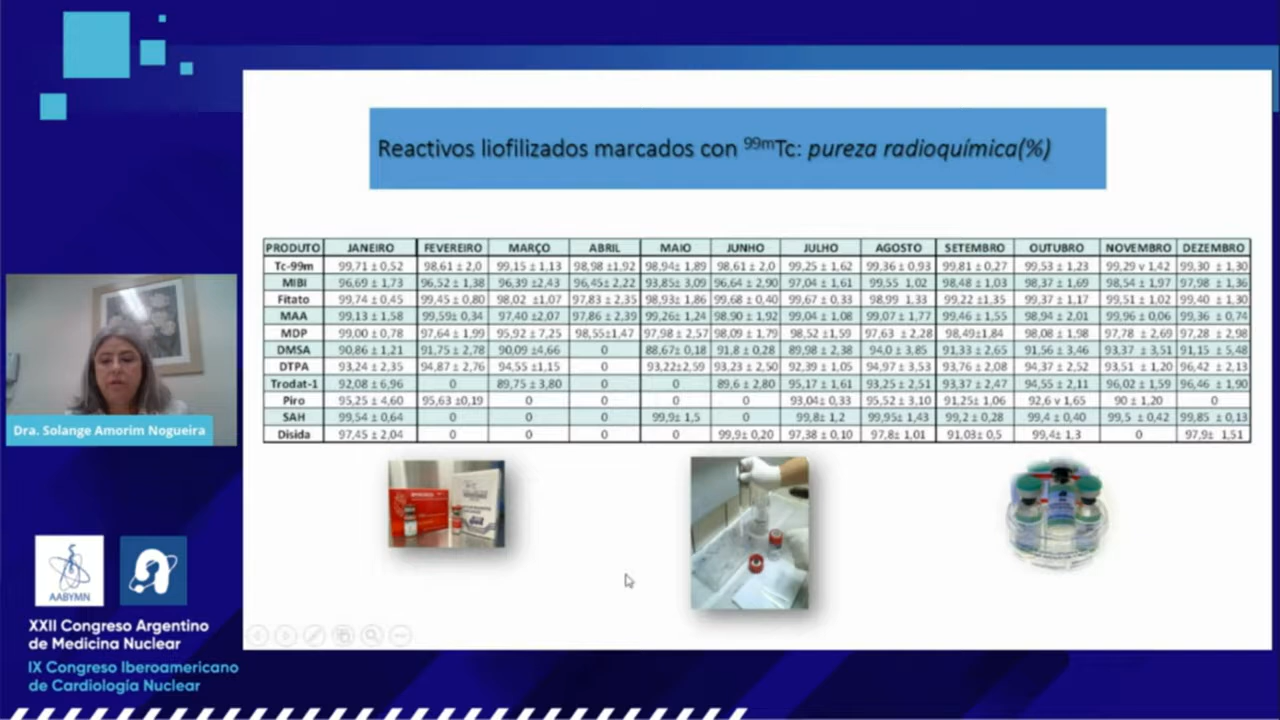 Reactivos liofilizados marcados con 99mTc: pureza radioquímica(%)
PRODUTO JANEIRO FEVEREIRO MARÇO ABRIL MAIO JUNHO JULHO AGOSTO SETEMBRO OUTUBRO NOVEMBRO DEZEMBRO
Tc-99m 99,71 ± 0,52 98,61 ± 2,0 99,15 ± 1,13 98,98 ±1,92 98,94± 1,89 98,61 ± 2,0 99,25 ± 1,62 99,36 ± 0,93 99,81 ± 0,27 99,53 ± 1,23 99,29 v 1,42 99,30 ± 1,30
MIBI 96,69 ± 1,73 96,52 ± 1,38 96,39 ±2,43 96,45± 2,22 93,85± 3,09 96,64 ± 2,90 97,04 ± 1,61 99,55 1,02 98,48 ± 1,03 98,37 ± 1,69 98,54 ± 1,97 97,98 ± 1,36
Fitato 99,74 ± 0,45 99,45 ± 0,80 98,02 ±1,07 97,83 ± 2,35 98,93± 1,86 99,68 ± 0,40 99,67 ± 0,33 98,99 1,33 99,22 ±1,35 99,37 ± 1,17 99,51 ± 1,02 99,40 ± 1,30
MAA 99,13 ± 1,58 99,59± 0,34 97,40 ±2,07 97,86 ± 2,39 99,26± 1,24 98,90 ± 1,92 99,04 ± 1,08 99,07 ± 1,77 99,46 ± 1,55 98,94 ± 2,01 99,96 ± 0,06 99,36 ± 0,74
MDP 99,00 ± 0,78 97,64 ± 1,99 95,92 ± 7,25 98,55±1,47 97,98 ± 2,57 98,09 ± 1,79 98,52 ±1,59 97,63 ± 2,28 98,49±1,84 98,08 ± 1,98 97,78 ± 2,69 97,28 ± 2,98
DMSA 90,86 ± 1,21 91,75 ± 2,78 90,09 ±4,66 0 88,67± 0,18 91,8 ± 0,28 89,98 ± 2,38 94,0 ± 3,85 91,33 ± 2,65 91,56 ± 3,46 93,37 ± 3,51 91,15 ± 5,48
DTPA 93,24 ± 2,35 94,87 ± 2,76 94,55 ±1,15 0 93,22±2,59 93,23 ± 2,50 92,39 ± 1,05 94,97 ± 3,53 93,76 ± 2,08 94,37 ± 2,52 93,51 ± 1,20 96,42 ± 2,13
Trodat-1 92,08 ± 6,96 0 89,75 ± 3,80 0 0 89,6 ± 2,80 95,17 ± 1,61 93,25 ± 2,51 93,37 ± 2,47 94,55 ± 2,11 96,02 ± 1,59 96,46 ± 1,90
Piro 95,25 ± 4,60 95,63 ±0,19 0 0 0 0 93,04± 0,33 95,52 ± 3,10 91,25± 1,06 92,6 v 1,65 90 ± 1,20 0
SAH 99,54 ± 0,64 0 0 0 99,9± 1,5 0 99,8± 1,2 99,95± 1,43 99,2 ± 0,28 99,4 ± 0,40 99,5 ± 0,42 99,85 ± 0,13
Disida 97,45 ± 2,04 0 0 0 0 99,9± 0,20 97,38 ± 0,10 97,8± 1,01 91,03± 0,5 99,4± 1,3 0 97,9± 1,51
Dra. Solange Amorim Nogueira
AABYMN
XXII Congreso Argentino
de Medicina Nuclear
IX Congreso Iberoamericano
de Cardiología Nuclear